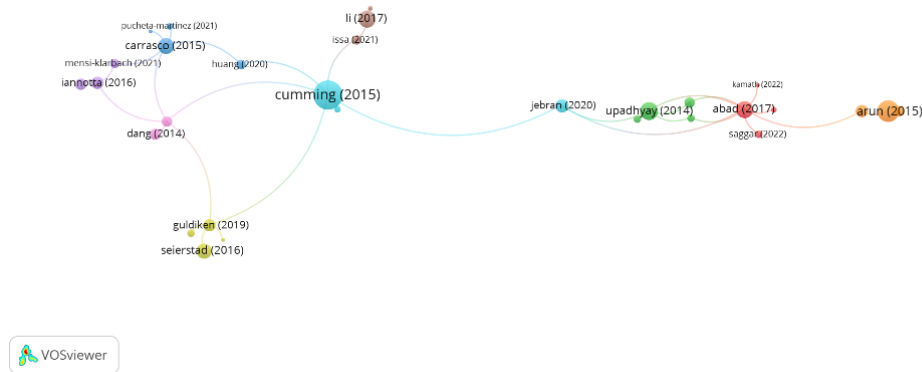 pucheta-martinez (2021)
li (2017)
issa (2021)
carrasco (2015)
mensi-klarbach (2021)
huang (2020)
iannotta (2016)
kamath (2022)
cumming (2015)
jebran (2020)
upadhyay (2014)
abad (2017)
arun (2015)
dang (2014)
saggar (2022)
guldiken (2019)
seierstad (2016)
VOSviewer